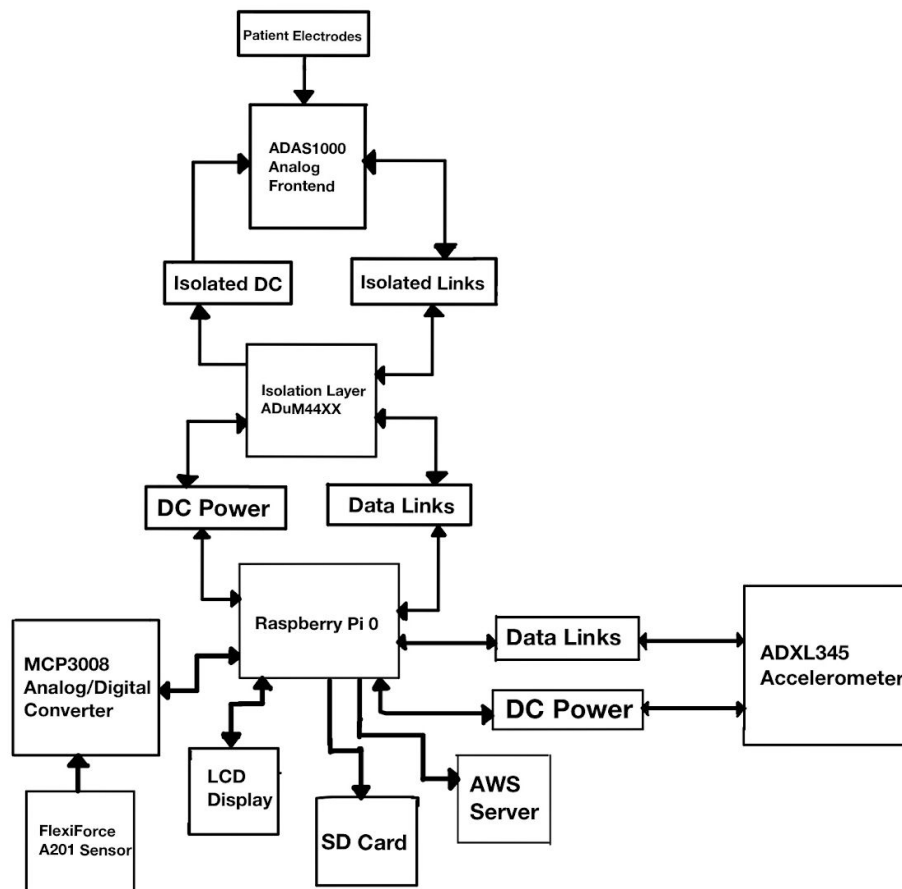 Patient Electrodes
ADAS1000
Analog
Frontend
Isolated DC
Isolated Links
Isolation Layer
ADuM44XX
DC Power
Data Links
Raspberry Pi 0
Data Links
DC Power
ADXL345
Accelerometer
MCP3008
Analog/Digital
Converter
LCD
Display
SD Card
AWS
Server
FlexiForce
A201 Sensor